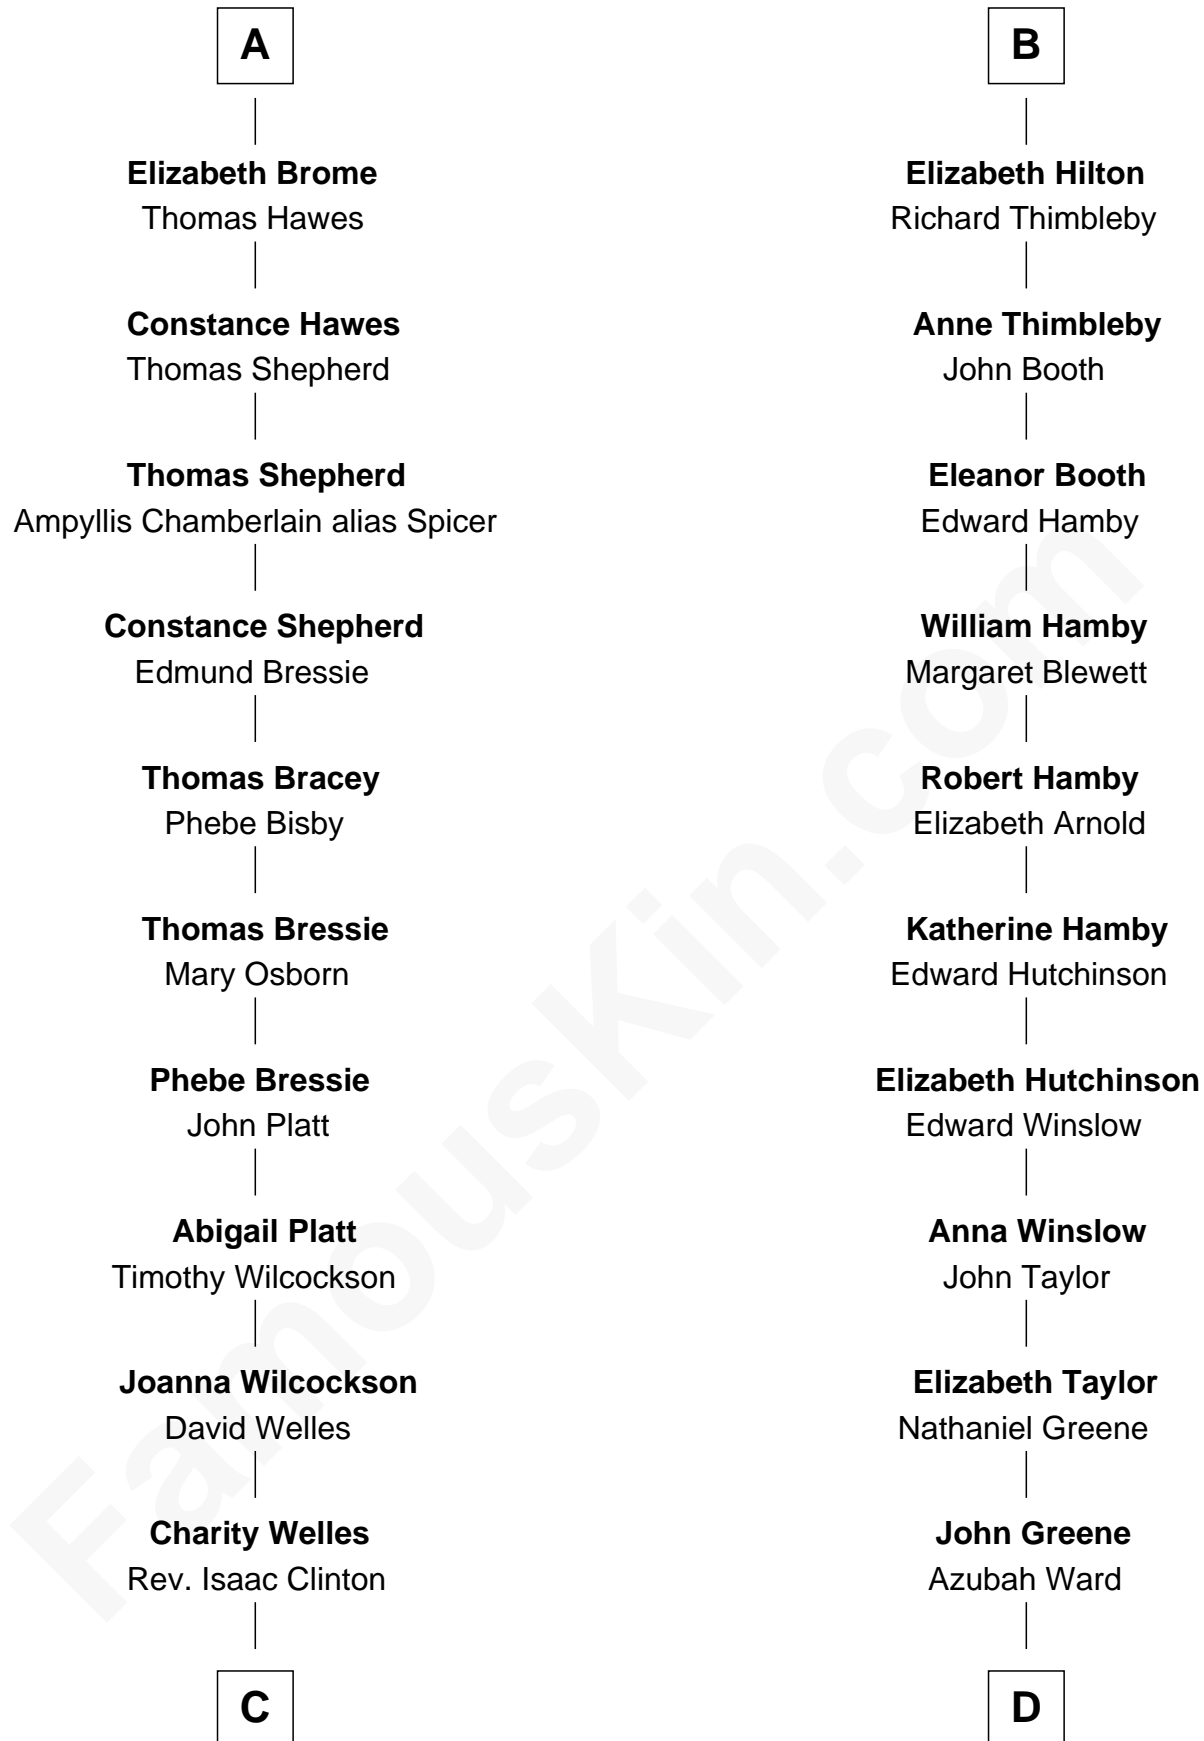 A
Elizabeth Brome
Thomas Hawes
Constance Hawes
Thomas Shepherd
Thomas Shepherd
Ampyllis Chamberlain alias Spicer
Constance Shepherd
Edmund Bressie
Thomas Bracey
Phebe Bisby
Thomas Bressie
Mary Osborn
Phebe Bressie
John Platt
Abigail Platt
Timothy Wilcockson
Joanna Wilcockson
David Welles
Charity Welles
Rev. Isaac Clinton
C
B
Elizabeth Hilton
Richard Thimbleby
Anne Thimbleby
John Booth
Eleanor Booth
Edward Hamby
William Hamby
Margaret Blewett
Robert Hamby
Elizabeth Arnold
Katherine Hamby
Edward Hutchinson
Elizabeth Hutchinson
Edward Winslow
Anna Winslow
John Taylor
Elizabeth Taylor
Nathaniel Greene
John Greene
Azubah Ward
D
FamousKin.com